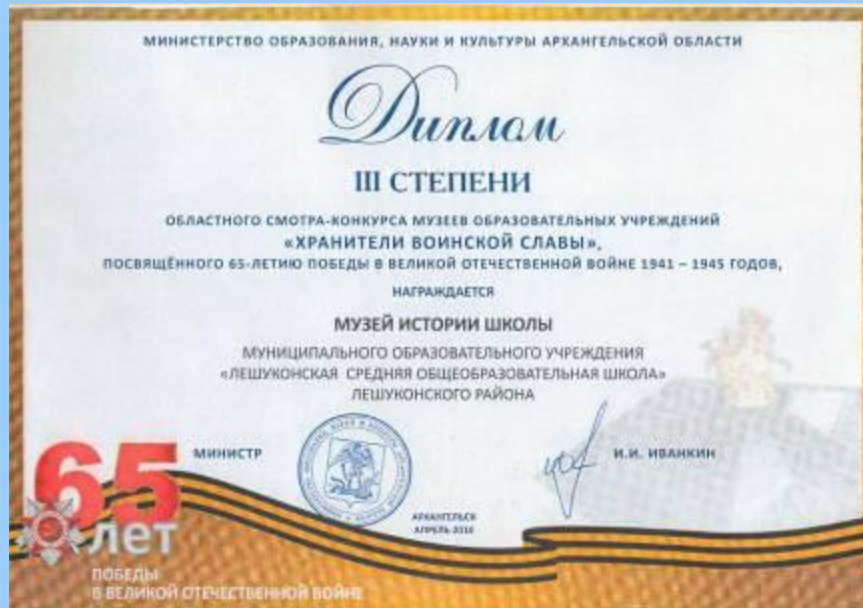 МИНИСТЕРСТВО ОБРАЗОВАНИЯ, НАУКИ И КУЛЬТУРЫ АРХАНГЕЛЬСКОЙ ОБЛАСТИ
Диплом
III СТЕПЕНИ
ОБЛАСТНОГО СМОТРА-КОНКУРСА МУЗЕЕВ ОБРАЗОВАТЕЛЬНЫХ УЧРЕЖДЕНИЙ
«ХРАНИТЕЛИ ВОИНСКОЙ СЛАВЫ»,
ПОСВЯЩЁННОГО 65-ЛЕТИЮ ПОБЕДЫ В ВЕЛИКОЙ ОТЕЧЕСТВЕННОЙ ВОЙНЕ 1941 – 1945 ГОДОВ,
НАГРАЖДАЕТСЯ
МУЗЕЙ ИСТОРИИ ШКОЛЫ
МУНИЦИПАЛЬНОГО ОБРАЗОВАТЕЛЬНОГО УЧРЕЖДЕНИЯ
«ЛЕШУКОНСКАЯ СРЕДНЯЯ ОБЩЕОБРАЗОВАТЕЛЬНАЯ ШКОЛА»
ЛЕШУКОНСКОГО РАЙОНА
МИНИСТР
И.И. ИВАНКИН
АРХАНГЕЛЬСК
АПРЕЛЬ 2010
65
лет
ПОБЕДЫ
В ВЕЛИКОЙ ОТЕЧЕСТВЕННОЙ ВОЙНЕ